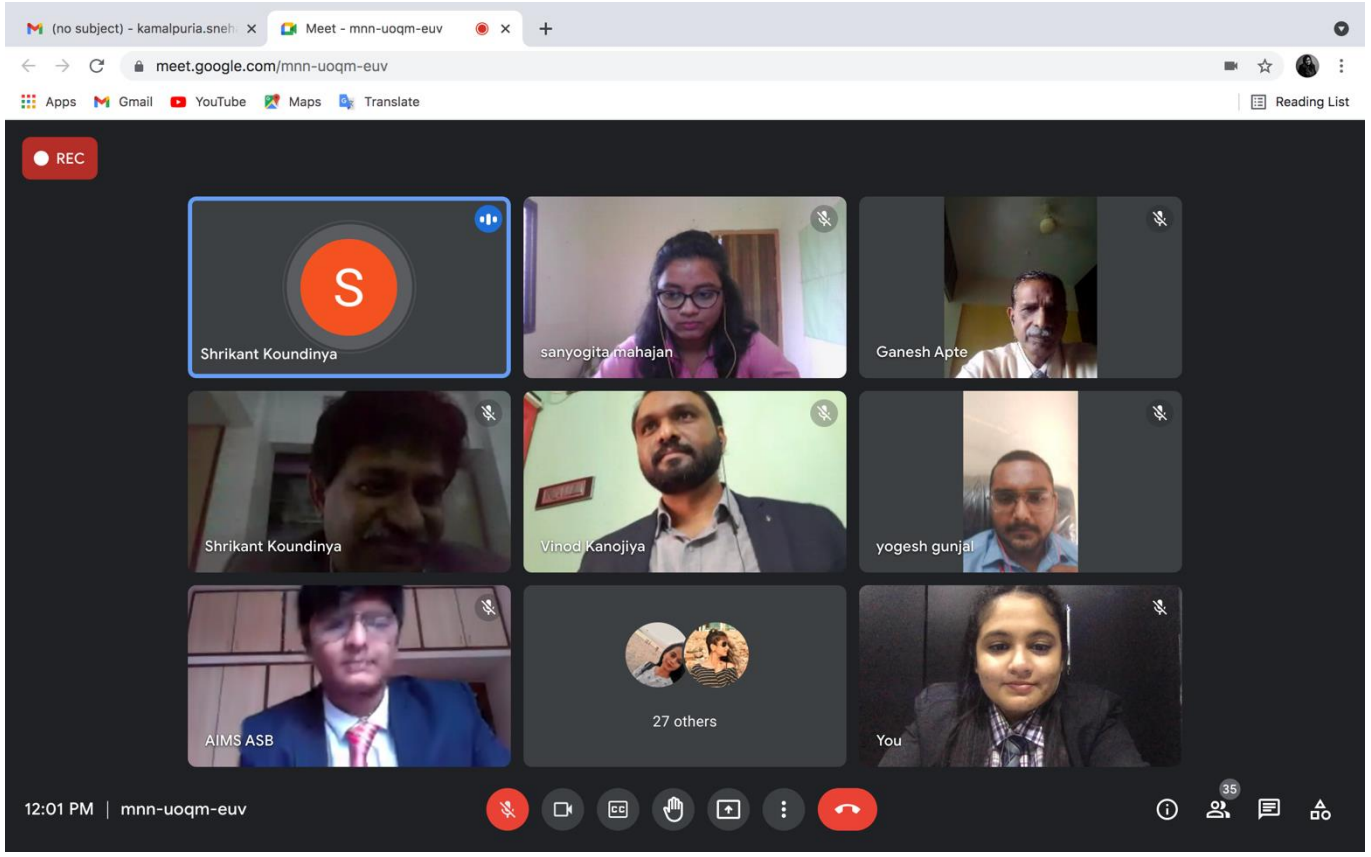 (no subject) - kamalpuria.sneh
Meet - mnn-uoqm-euv
meet.google.com/mnn-uoqm-euv
Apps Gmail YouTube Maps Translate Reading List
REC
S
Shrikant Koundinya
sanyogita mahajan
Ganesh Apte
Shrikant Koundinya
Vinod Kanojiya
yogesh gunjal
AIMS ASB
27 others
You
12:01 PM | mnn-uoqm-euv
CC
35